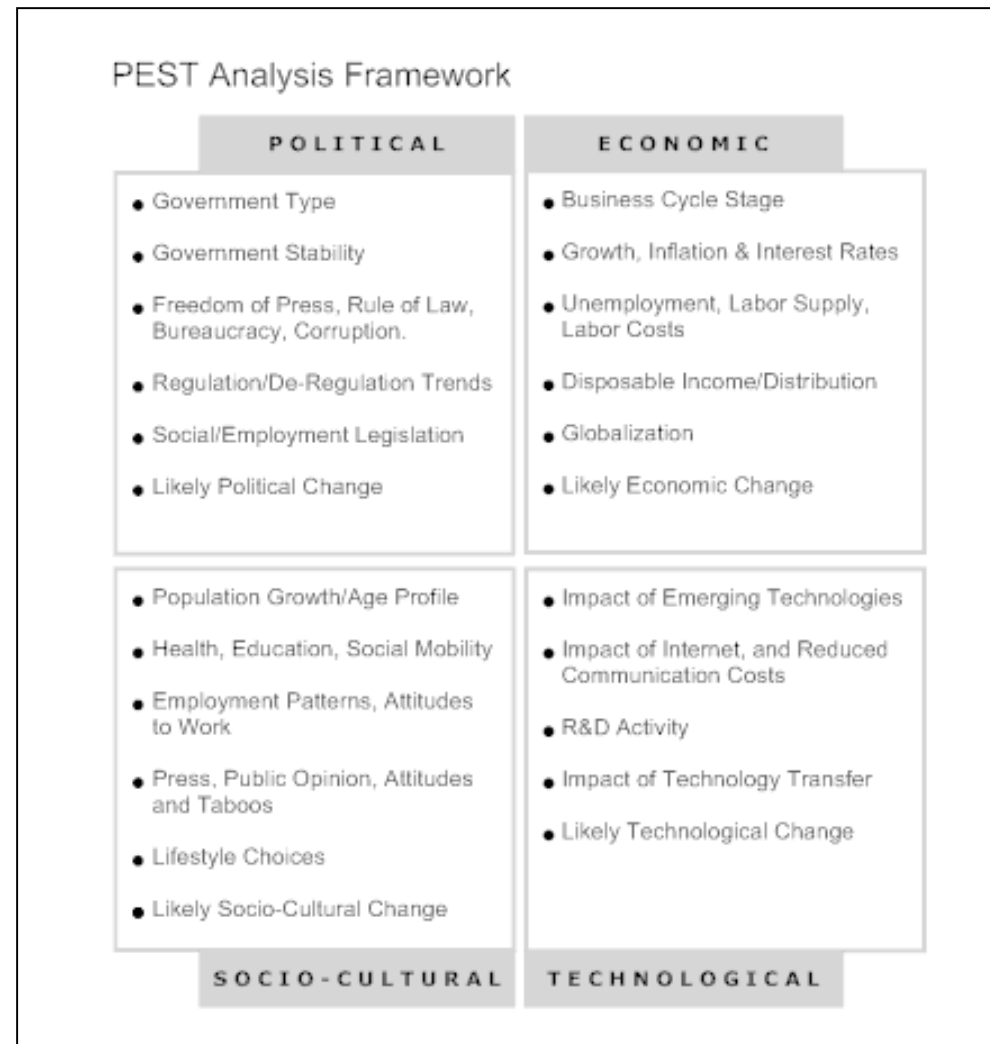 PEST Analysis Framework
POLITICAL
● Government Type
● Government Stability
● Freedom of Press, Rule of Law,
Bureaucracy, Corruption.
● Regulation/De-Regulation Trends
● Social/Employment Legislation
● Likely Political Change
ECONOMIC
● Business Cycle Stage
● Growth, Inflation & Interest Rates
● Unemployment, Labor Supply,
Labor Costs
● Disposable Income/Distribution
● Globalization
● Likely Economic Change
● Population Growth/Age Profile
● Health, Education, Social Mobility
● Employment Patterns, Attitudes
to Work
● Press, Public Opinion, Attitudes
and Taboos
● Lifestyle Choices
● Likely Socio-Cultural Change
SOCIO-CULTURAL
● Impact of Emerging Technologies
● Impact of Internet, and Reduced
Communication Costs
● R&D Activity
● Impact of Technology Transfer
● Likely Technological Change
TECHNOLOGICAL